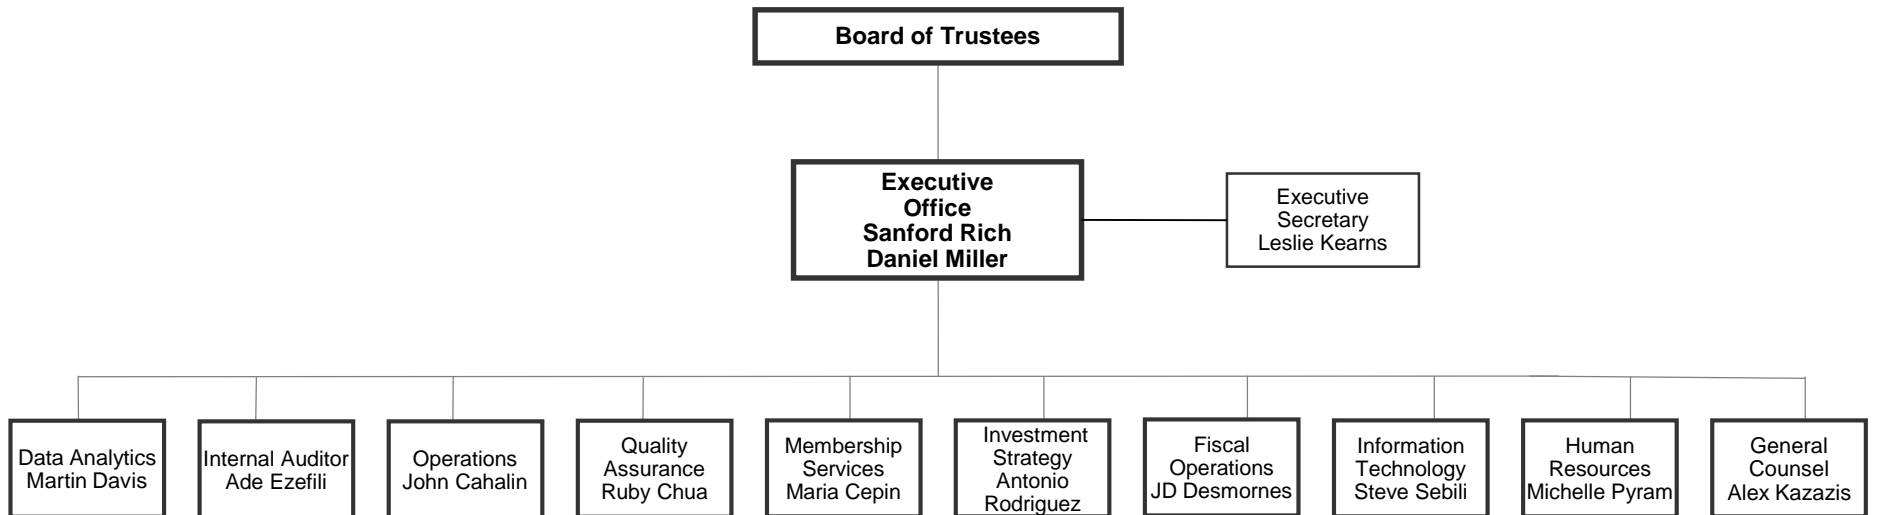 Board of Trustees
Executive
Office
Sanford Rich
Daniel Miller
Executive
Secretary
Leslie Kearns
Data Analytics
Martin Davis
Internal Auditor
Ade Ezefili
Operations
John Cahalin
Quality
Assurance
Ruby Chua
Membership
Services
Maria Cepin
Investment
Strategy
Antonio
Rodriguez
Fiscal
Operations
JD Desmornes
Information
Technology
Steve Sebili
Human
Resources
Michelle Pyram
General
Counsel
Alex Kazazis